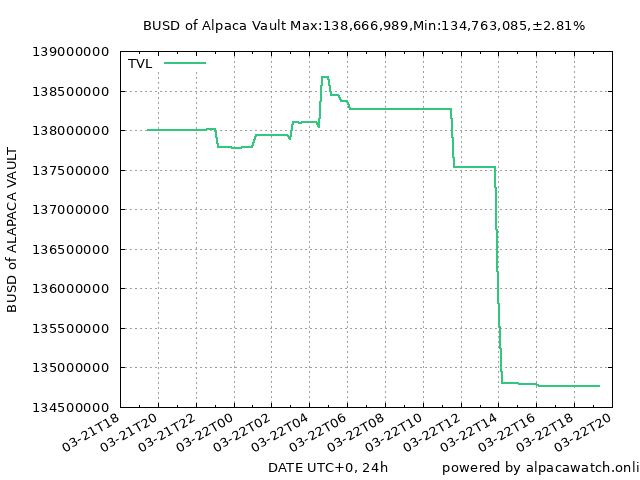 BUSD of Alpaca Vault Max:138,666,989,Min:134,763,085,±2.81%
TVL
139000000
138500000
138000000
137500000
137000000
136500000
136000000
135500000
135000000
134500000
BUSD of ALAPACA VAULT
03-21T18
03-21T20
03-21T22
03-22T00
03-22T02
03-22T04
03-22T06
03-22T08
03-22T10
03-22T12
03-22T14
03-22T16
03-22T18
03-22T20
DATE UTC+0, 24h
powered by alpacawatch.onli